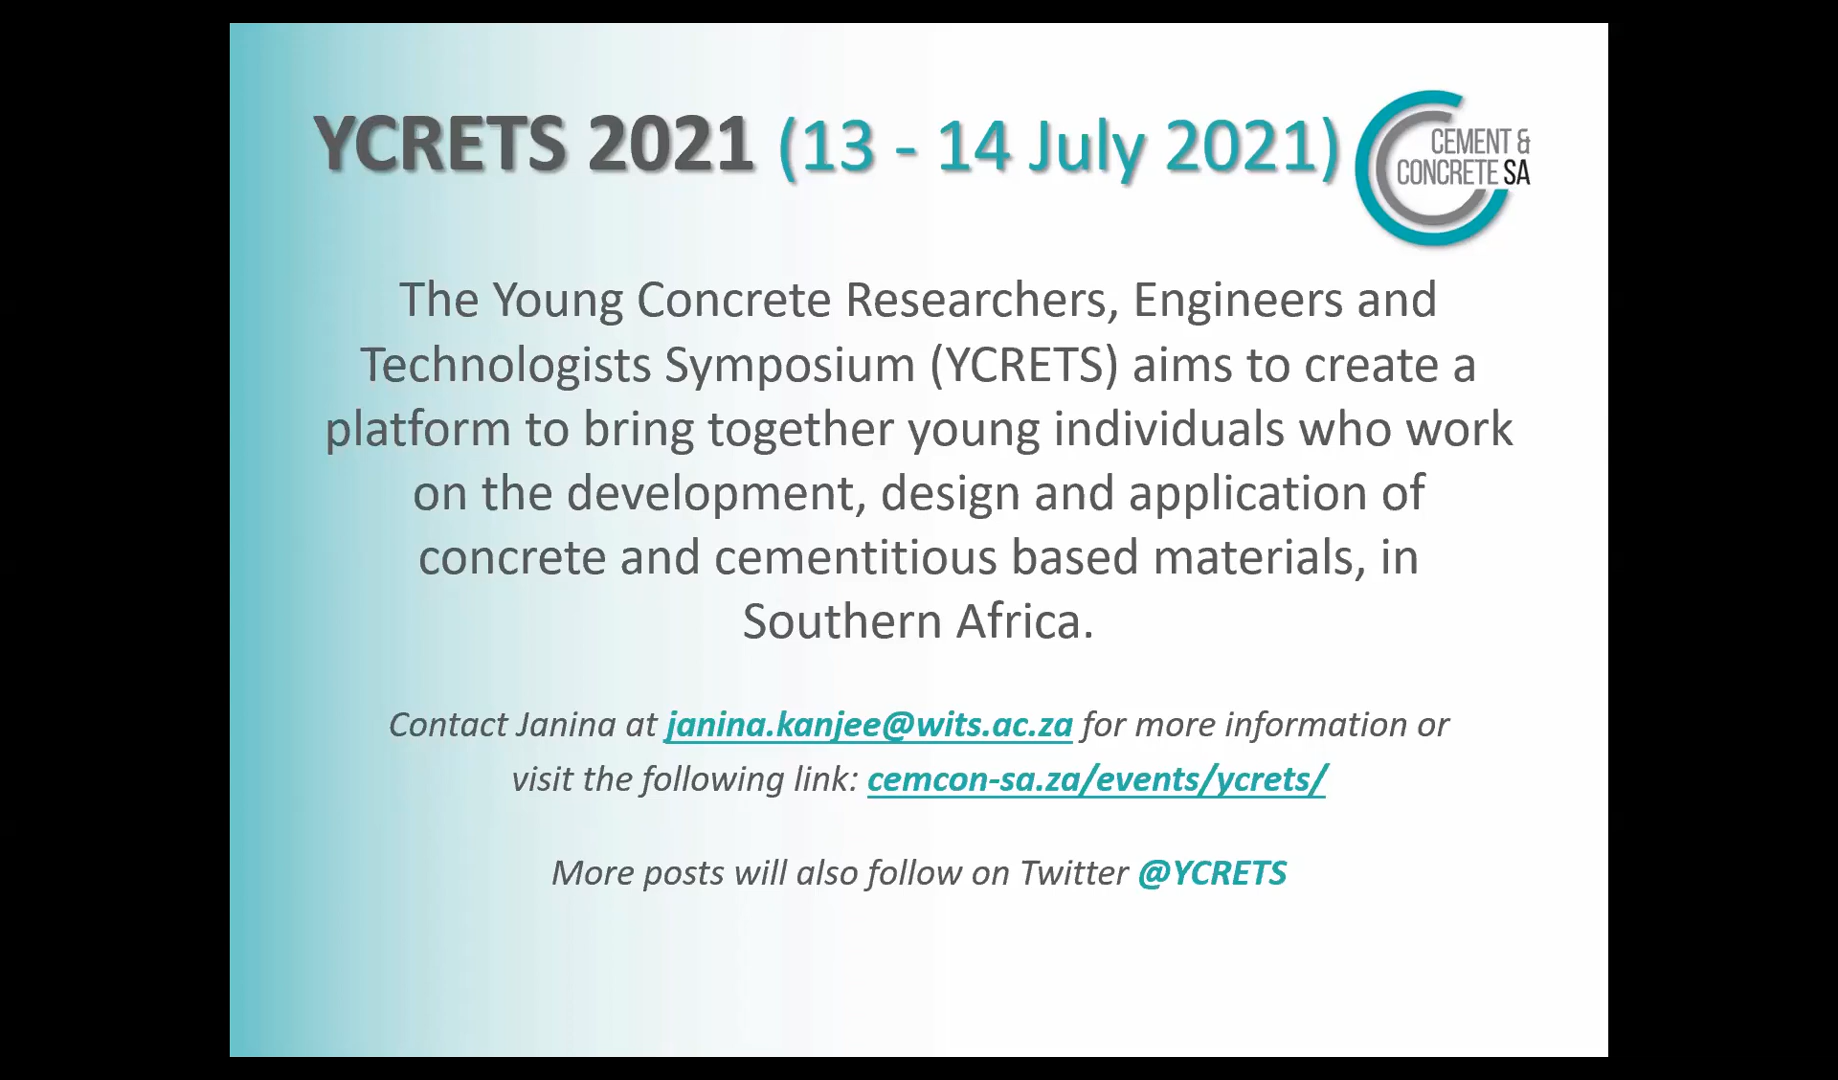 YCRETS 2021 (13 - 14 July 2021)
CEMENT &
CONCRETE SA
The Young Concrete Researchers, Engineers and
Technologists Symposium (YCRETS) aims to create a
platform to bring together young individuals who work
on the development, design and application of
concrete and cementitious based materials, in
Southern Africa.
Contact Janina at janina.kanjee@wits.ac.za for more information or
visit the following link: cemcon-sa.za/events/ycrets/
More posts will also follow on Twitter @YCRETS